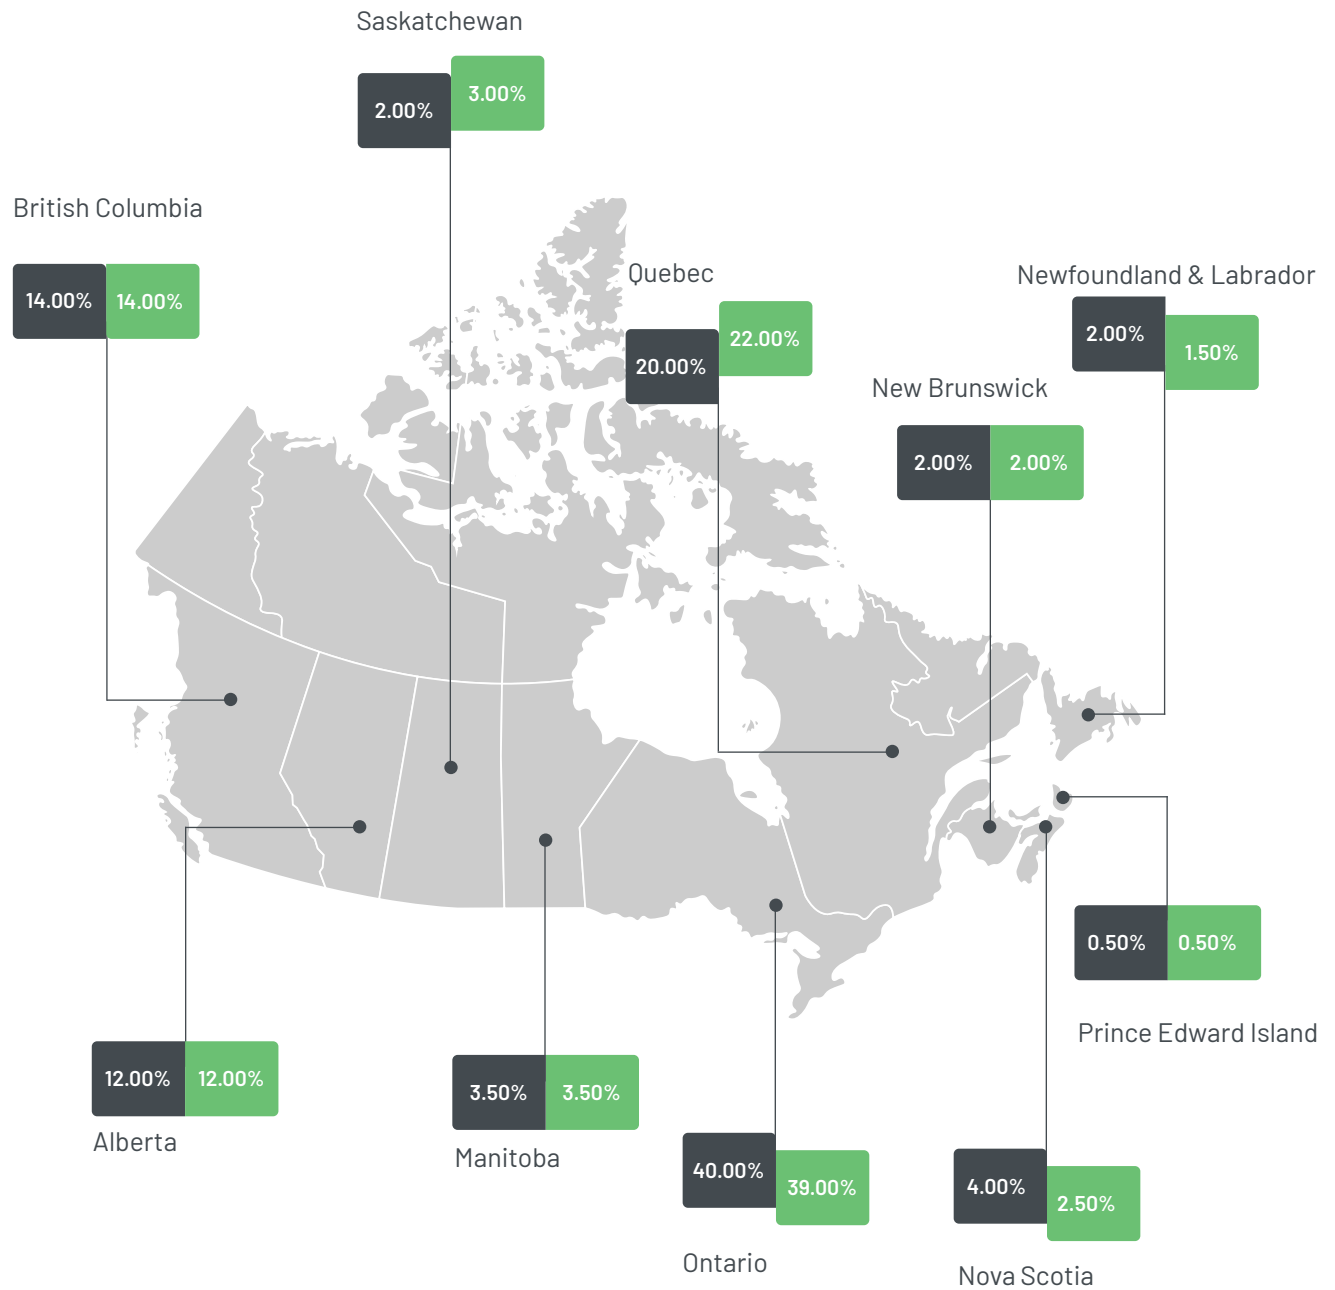 Saskatchewan
2.00% 3.00%
British Columbia
14.00% 14.00%
Quebec
20.00% 22.00%
Newfoundland & Labrador
2.00% 1.50%
New Brunswick
2.00% 2.00%
0.50% 0.50%
Prince Edward Island
12.00% 12.00%
Alberta
3.50% 3.50%
Manitoba
40.00% 39.00%
Ontario
4.00% 2.50%
Nova Scotia